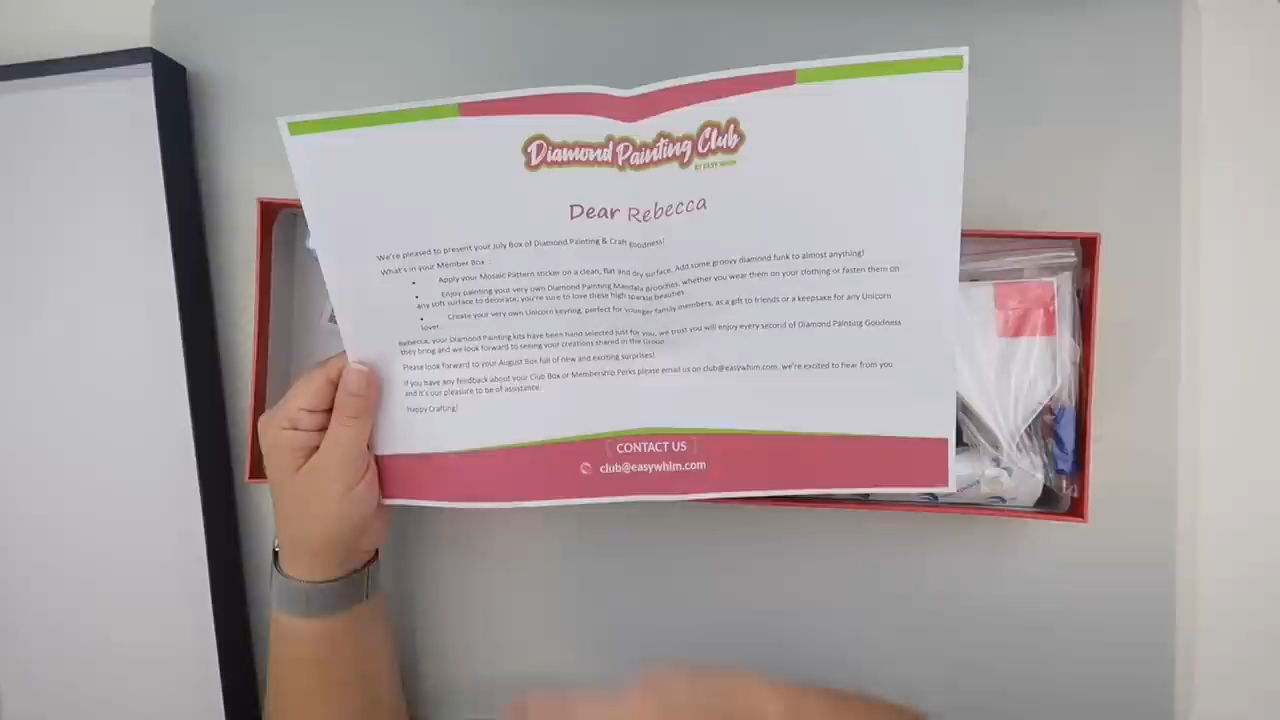 Diamond Painting Club
BY EASY WHIM
Dear Rebecca
We're pleased to present your July Box of Diamond Painting & Craft goodness!
What's in your Member Box :
• Apply your Mosaic Pattern sticker on a clean, flat and dry surface. Add some groovy diamond funk to almost anything!
• Enjoy painting your very own Diamond Painting Mandala Brooches, whether you wear them on your clothing or fasten them on
any soft surface to decorate, you're sure to love these high sparkle beauties
• Create your very own Unicorn keyring, perfect for younger family members, as a gift to friends or a keepsake for any Unicorn
lover.
Rebecca, your Diamond Painting kits have been hand selected just for you, we trust you will enjoy every second of Diamond Painting Goodness
they bring and we look forward to seeing your creations shared in the Group
Please look forward to your August Box full of new and exciting surprises!
If you have any feedback about your Club Box or Membership Perks please email us on club@easywhim.com, we're excited to hear from you
and it's our pleasure to be of assistance.
Happy Crafting!
CONTACT US
club@easywhim.com